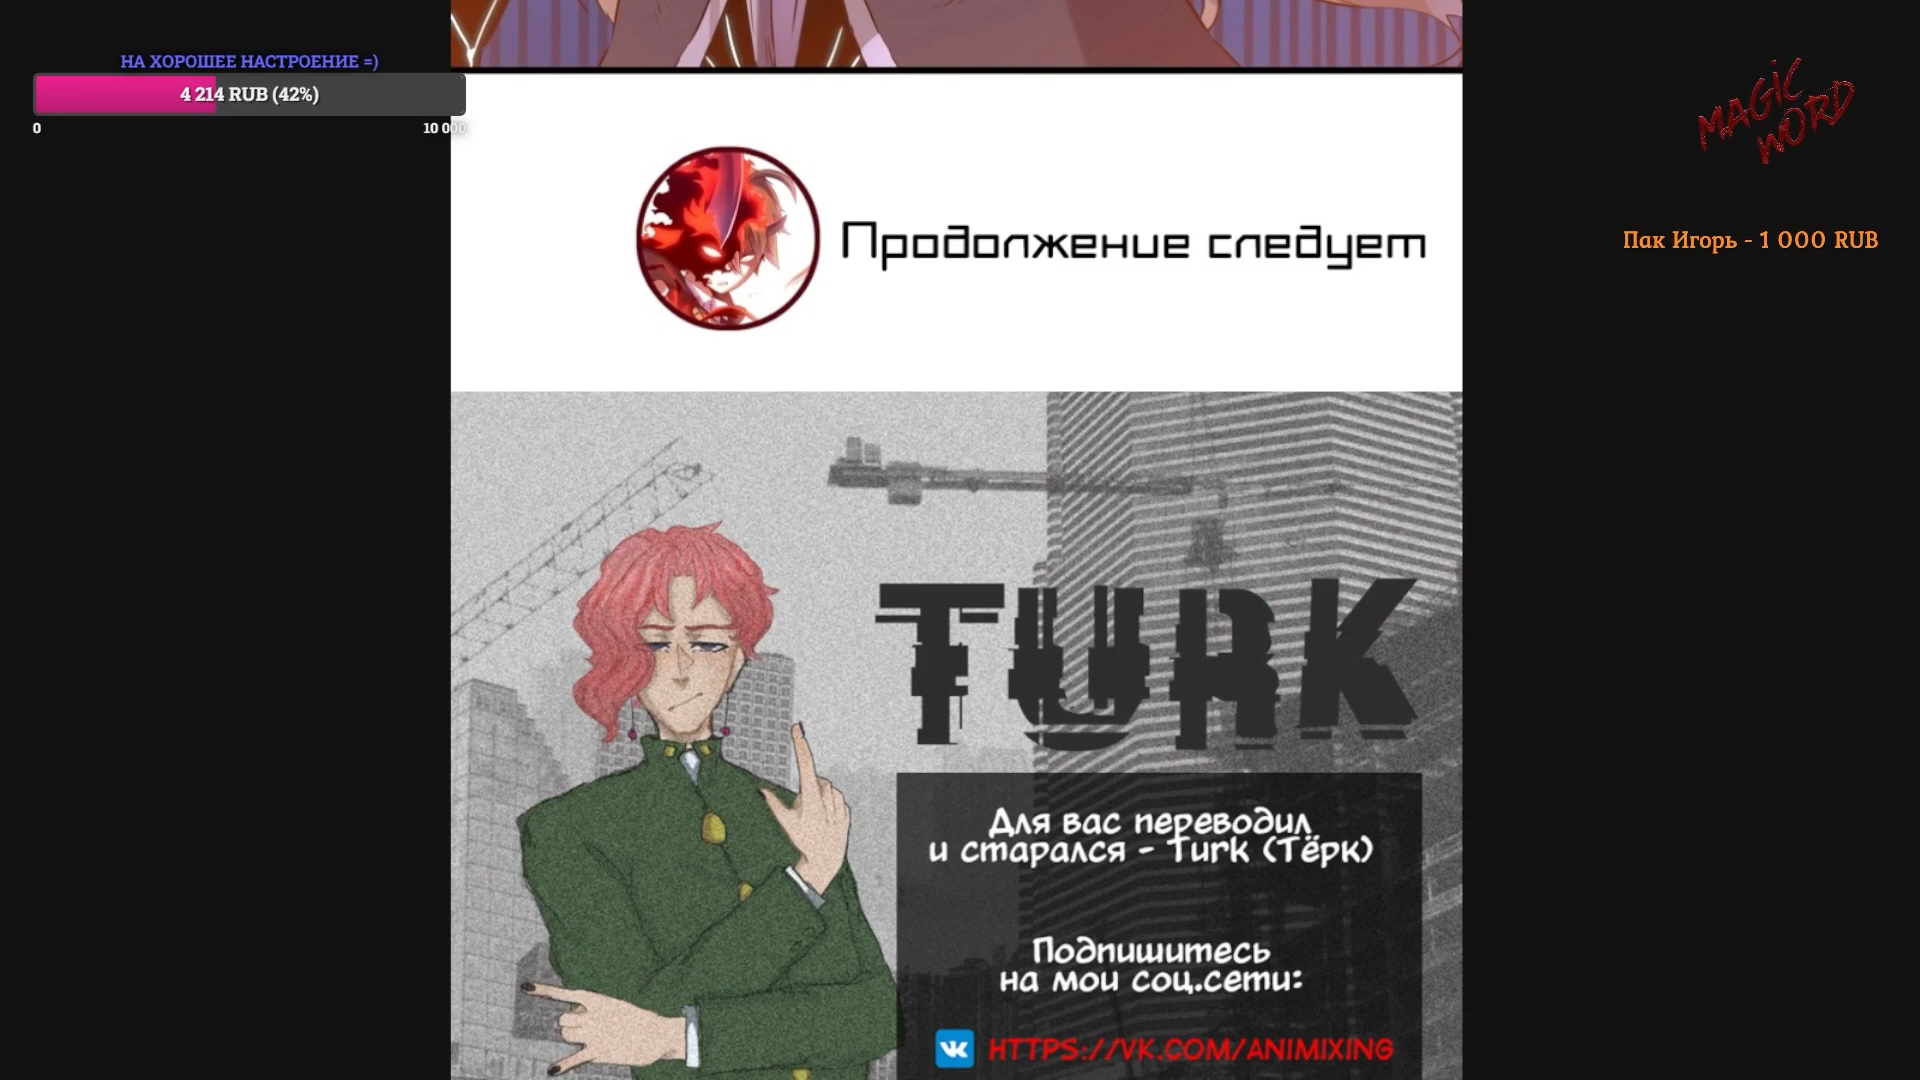 НА ХОРОШЕЕ НАСТРОЕНИЕ =)
4 214 RUB (42%)
0
10 000
MAGIC
WORD
Пак Игорь - 1 000 RUB
Продолжение следует
TURK
Для вас переводил
и старался - Turk (Тёрк)
Подпишитесь
на мои соц.сети:
HTTPS://VK.COM/ANIMIXING